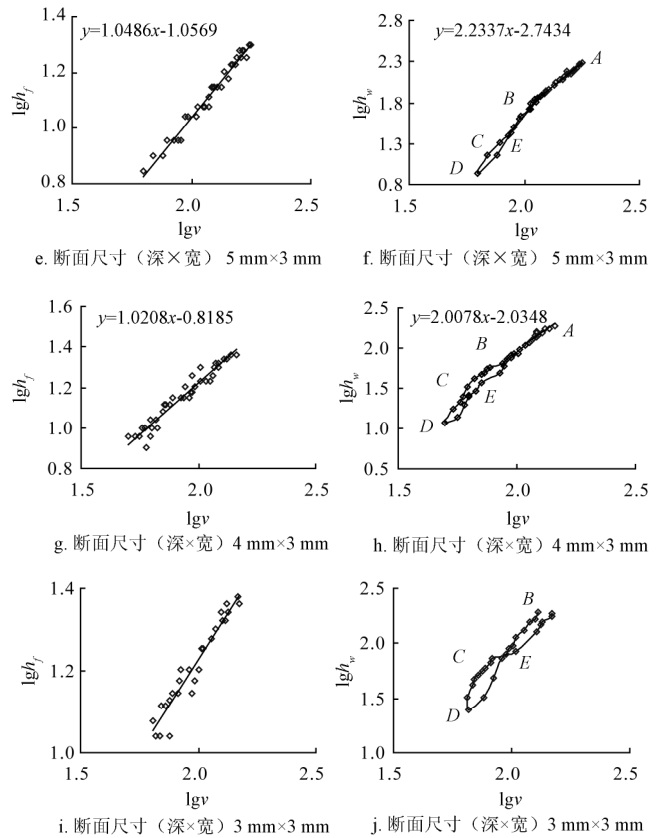 y=1.0486x-1.0569
lgh_f
1.4
1.2
1.0
0.8
1.5 2.0 2.5
lgv
e. 断面尺寸（深×宽） 5 mm×3 mm
y=2.2337x-2.7434
lgh_w
2.8
2.3
1.8
1.3
0.8
A
B
C
E
D
1.5 2.0 2.5
lgv
f. 断面尺寸（深×宽） 5 mm×3 mm
y=1.0208x-0.8185
lgh_f
1.6
1.4
1.2
1.0
0.8
1.5 2.0 2.5
lgv
g. 断面尺寸（深×宽）4 mm×3 mm
y=2.0078x-2.0348
lgh_w
2.5
2.0
1.5
1.0
0.5
A
B
C
E
D
1.5 2.0 2.5
lgv
h. 断面尺寸（深×宽）4 mm×3 mm
lgh_f
1.4
1.2
1.0
1.5 2.0 2.5
lgv
i. 断面尺寸（深×宽）3 mm×3 mm
lgh_w
2.5
2.0
1.5
1.0
B
C
E
D
1.5 2.0 2.5
lgv
j. 断面尺寸（深×宽）3 mm×3 mm